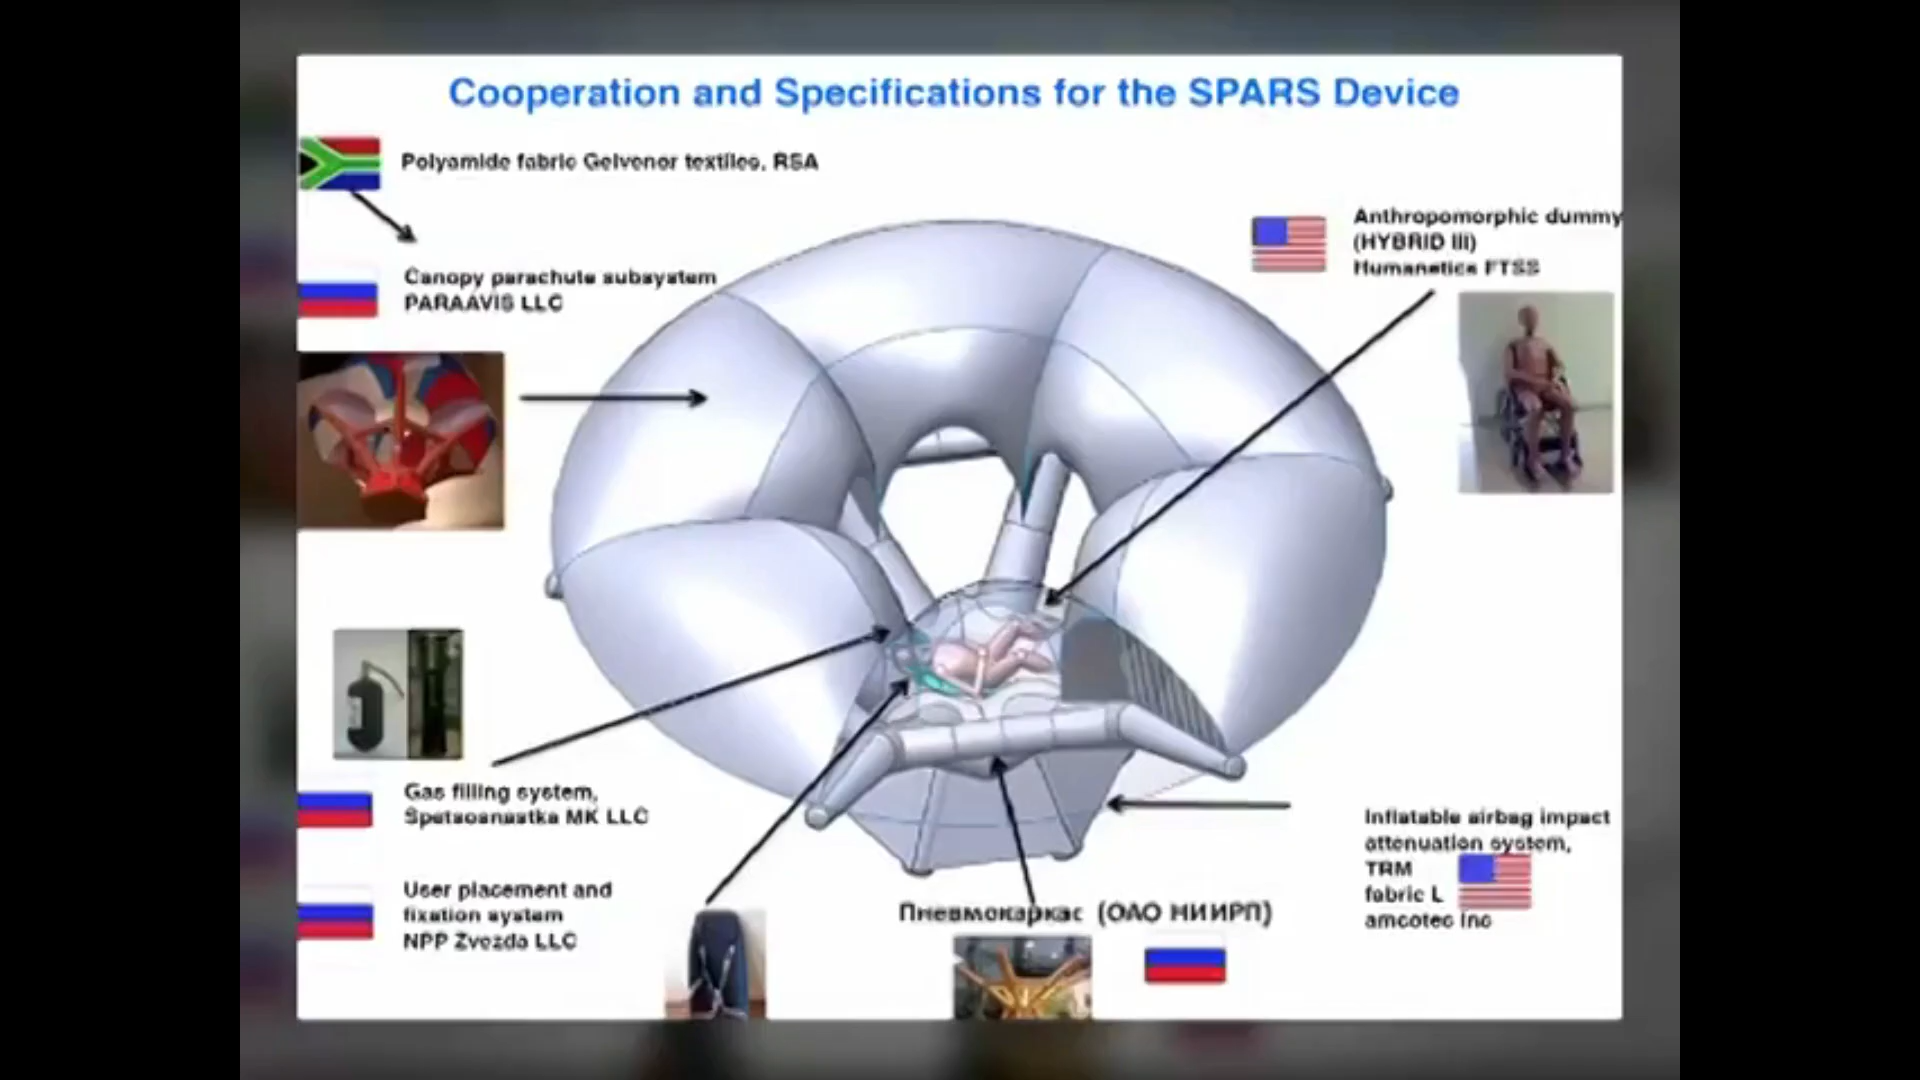 Cooperation and Specifications for the SPARS Device
Polyamide fabric Gelvenor textiles, RSA
Canopy parachute subsystem
PARAAVIS LLC
Anthropomorphic dummy
(HYBRID III)
Humanetics FTSS
Gas filling system,
Spetsosnastka MK LLC
User placement and
fixation system
NPP Zvezda LLC
Пневмокаркас (ОАО НИИРП)
Inflatable airbag impact
attenuation system,
TRM
fabric L
amcotec Inc